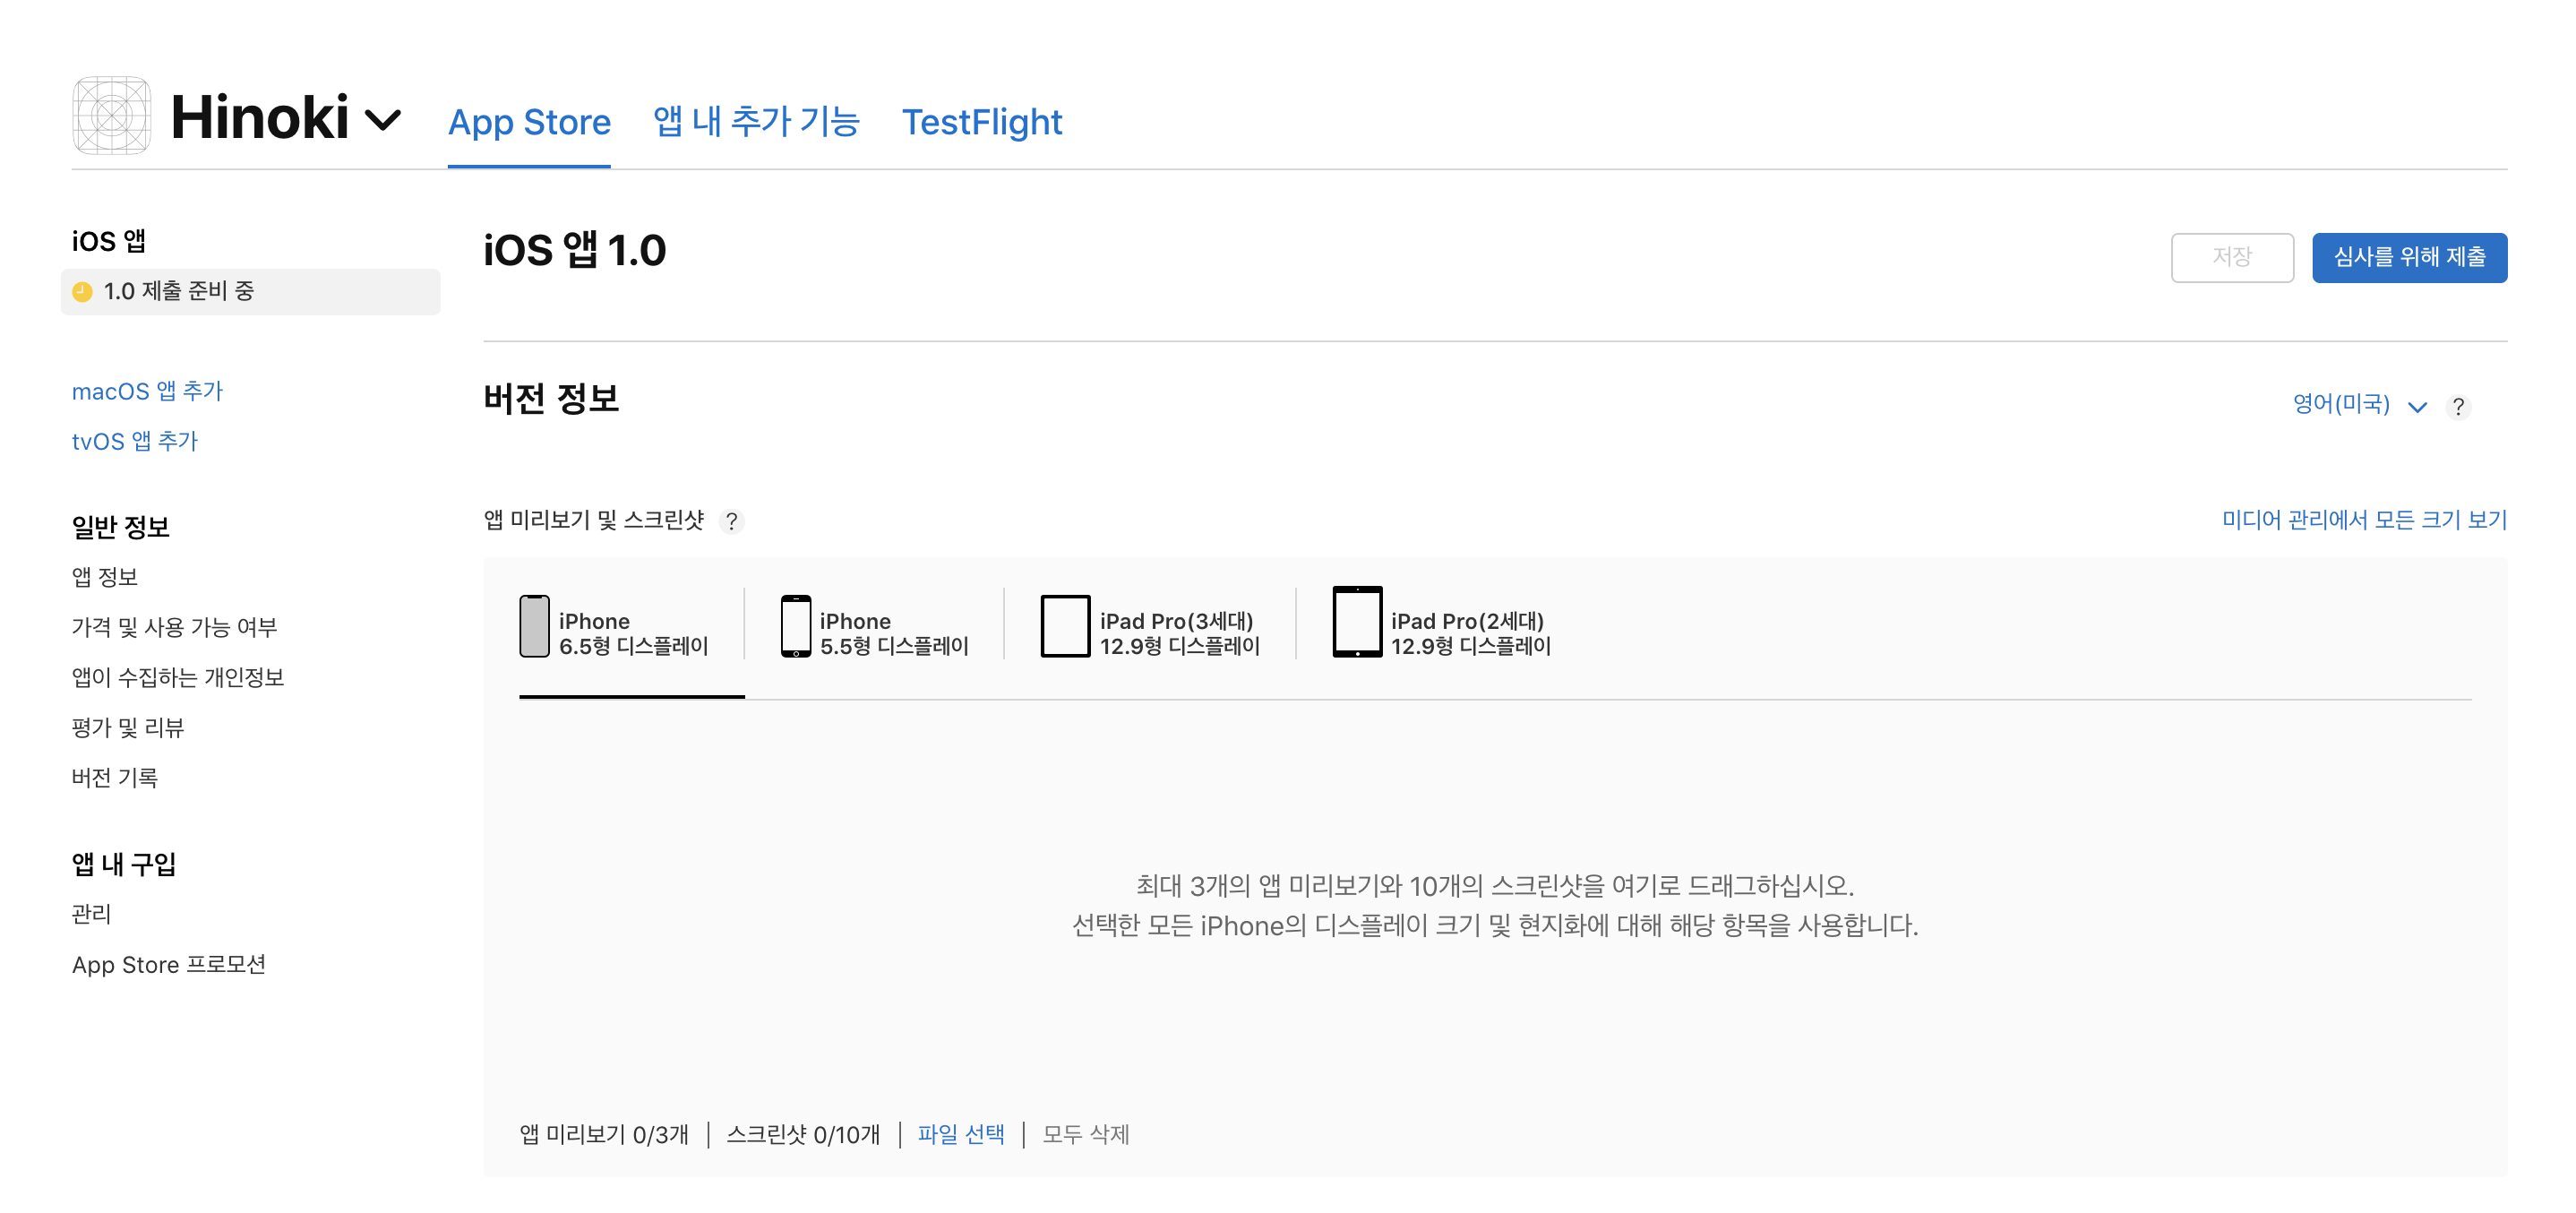 Hinoki
App Store
앱 내 추가 기능
TestFlight
iOS 앱
1.0 제출 준비 중
macOS 앱 추가
tvOS 앱 추가
일반 정보
앱 정보
가격 및 사용 가능 여부
앱이 수집하는 개인정보
평가 및 리뷰
버전 기록
앱 내 구입
관리
App Store 프로모션
iOS 앱 1.0
저장
심사를 위해 제출
버전 정보
영어(미국)
?
앱 미리보기 및 스크린샷 ?
미디어 관리에서 모든 크기 보기
iPhone
6.5형 디스플레이
iPhone
5.5형 디스플레이
iPad Pro(3세대)
12.9형 디스플레이
iPad Pro(2세대)
12.9형 디스플레이
최대 3개의 앱 미리보기와 10개의 스크린샷을 여기로 드래그하십시오.
선택한 모든 iPhone의 디스플레이 크기 및 현지화에 대해 해당 항목을 사용합니다.
앱 미리보기 0/3개 | 스크린샷 0/10개 | 파일 선택 | 모두 삭제